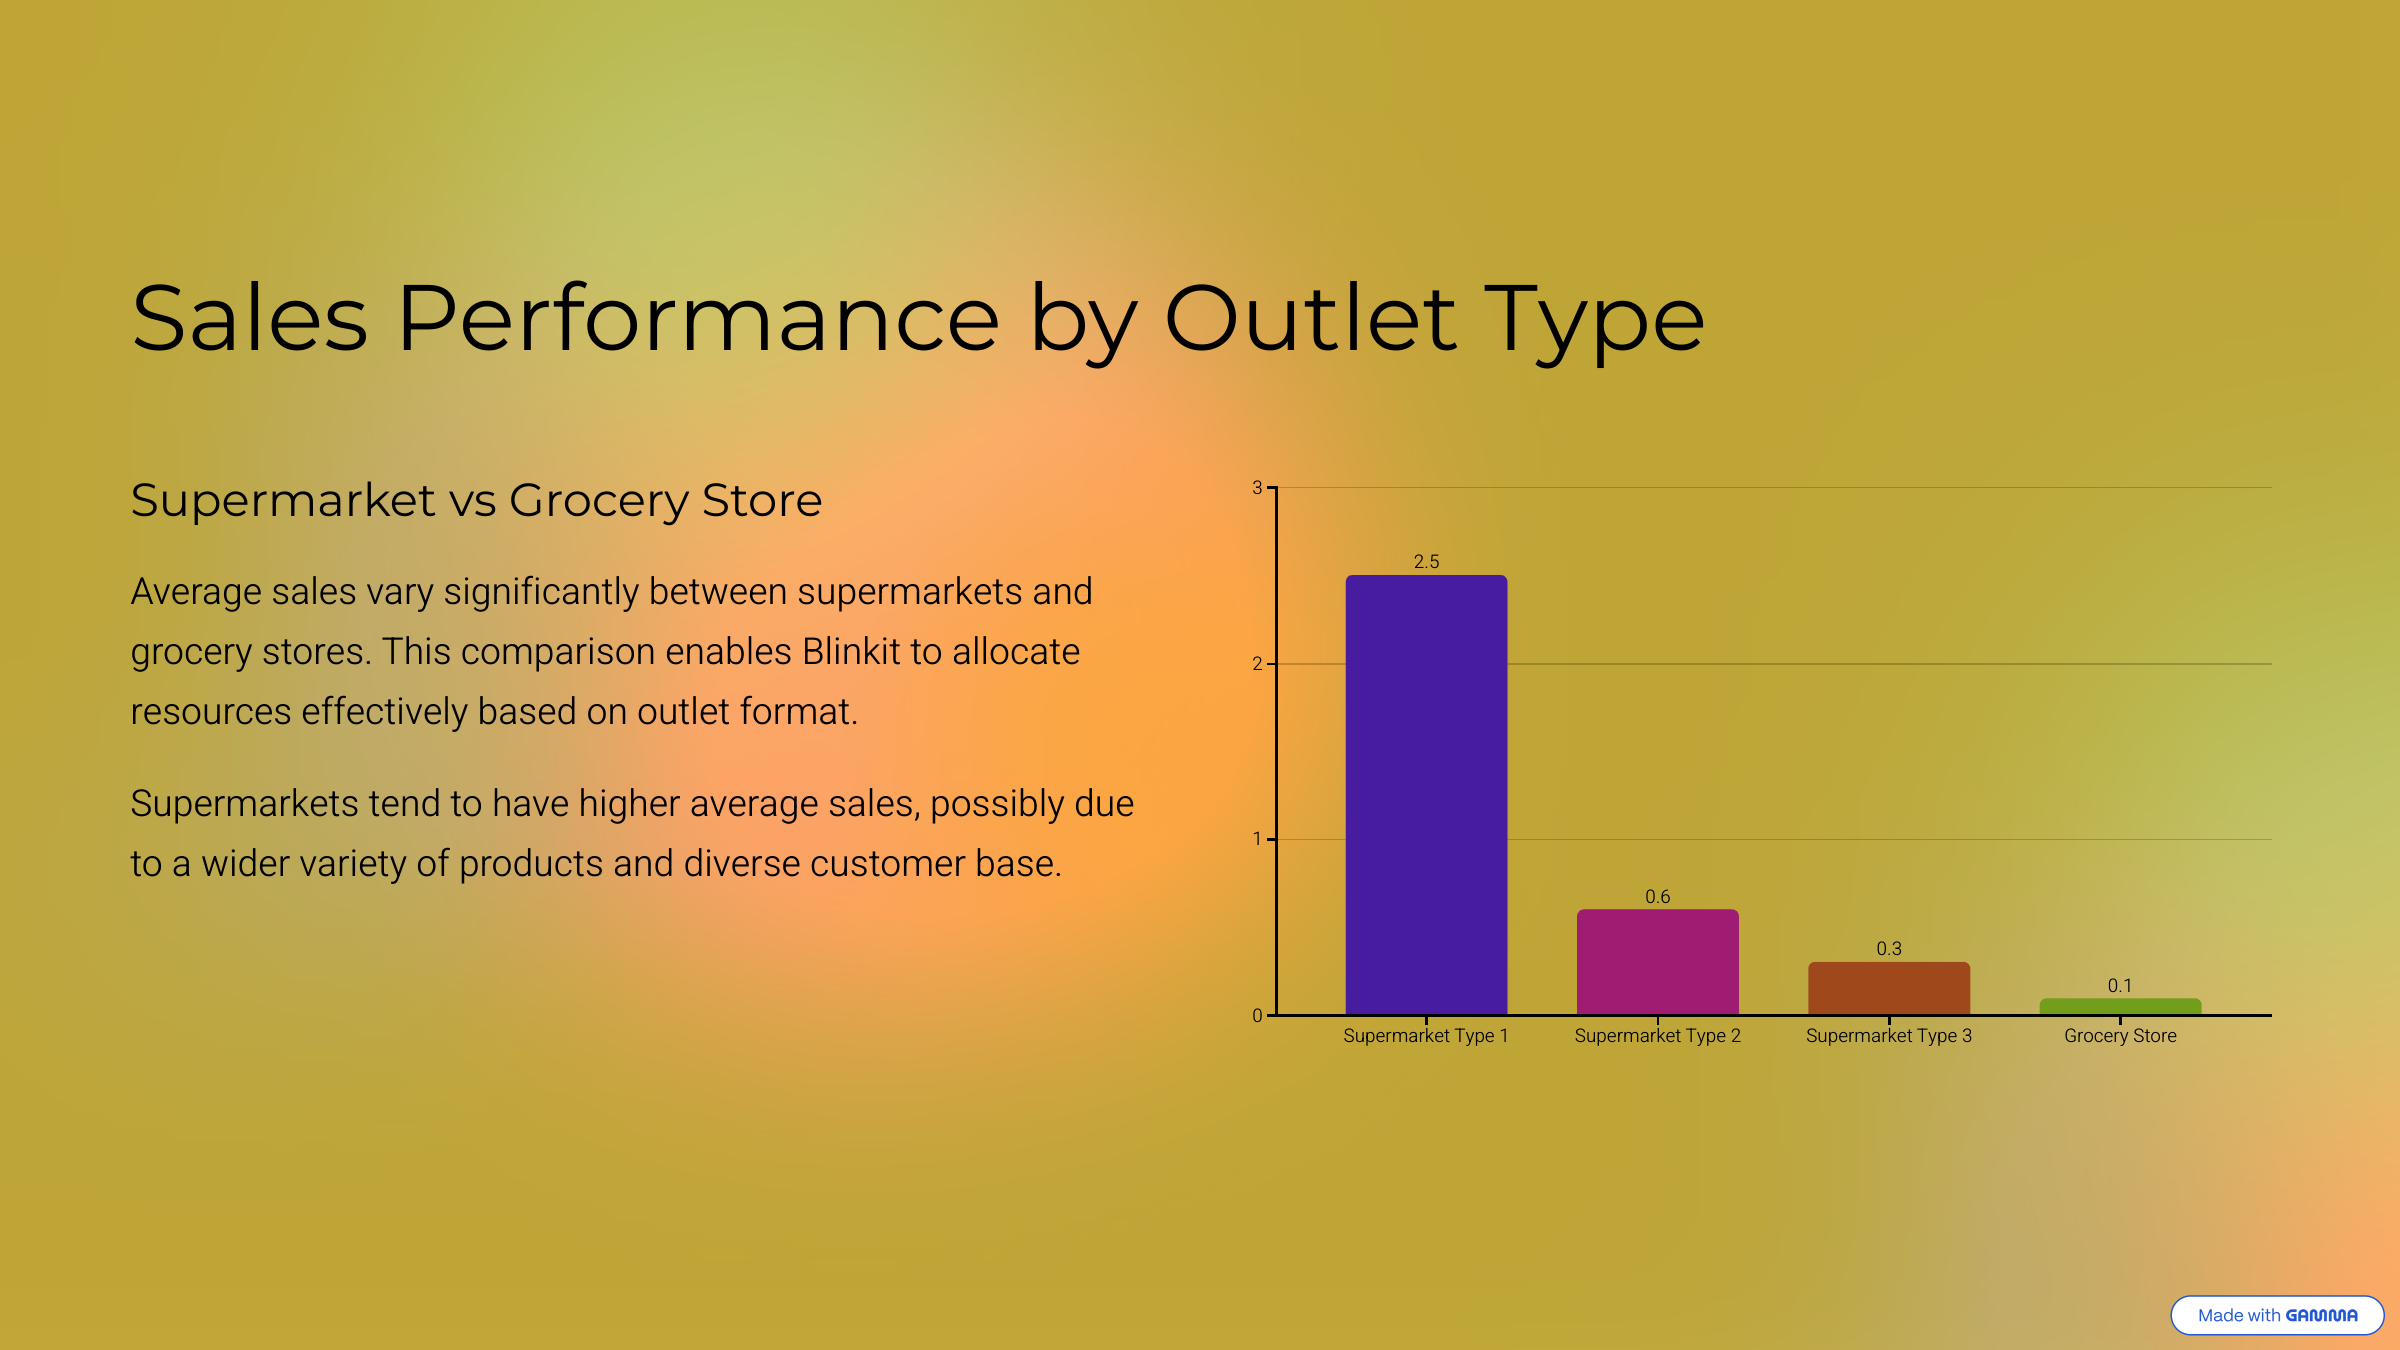 Sales Performance by Outlet Type
Supermarket vs Grocery Store
Average sales vary significantly between supermarkets and
grocery stores. This comparison enables Blinkit to allocate
resources effectively based on outlet format.
Supermarkets tend to have higher average sales, possibly due
to a wider variety of products and diverse customer base.
3
2
1
0
2.5
0.6
0.3
0.1
Supermarket Type 1
Supermarket Type 2
Supermarket Type 3
Grocery Store
Made with GAMMA